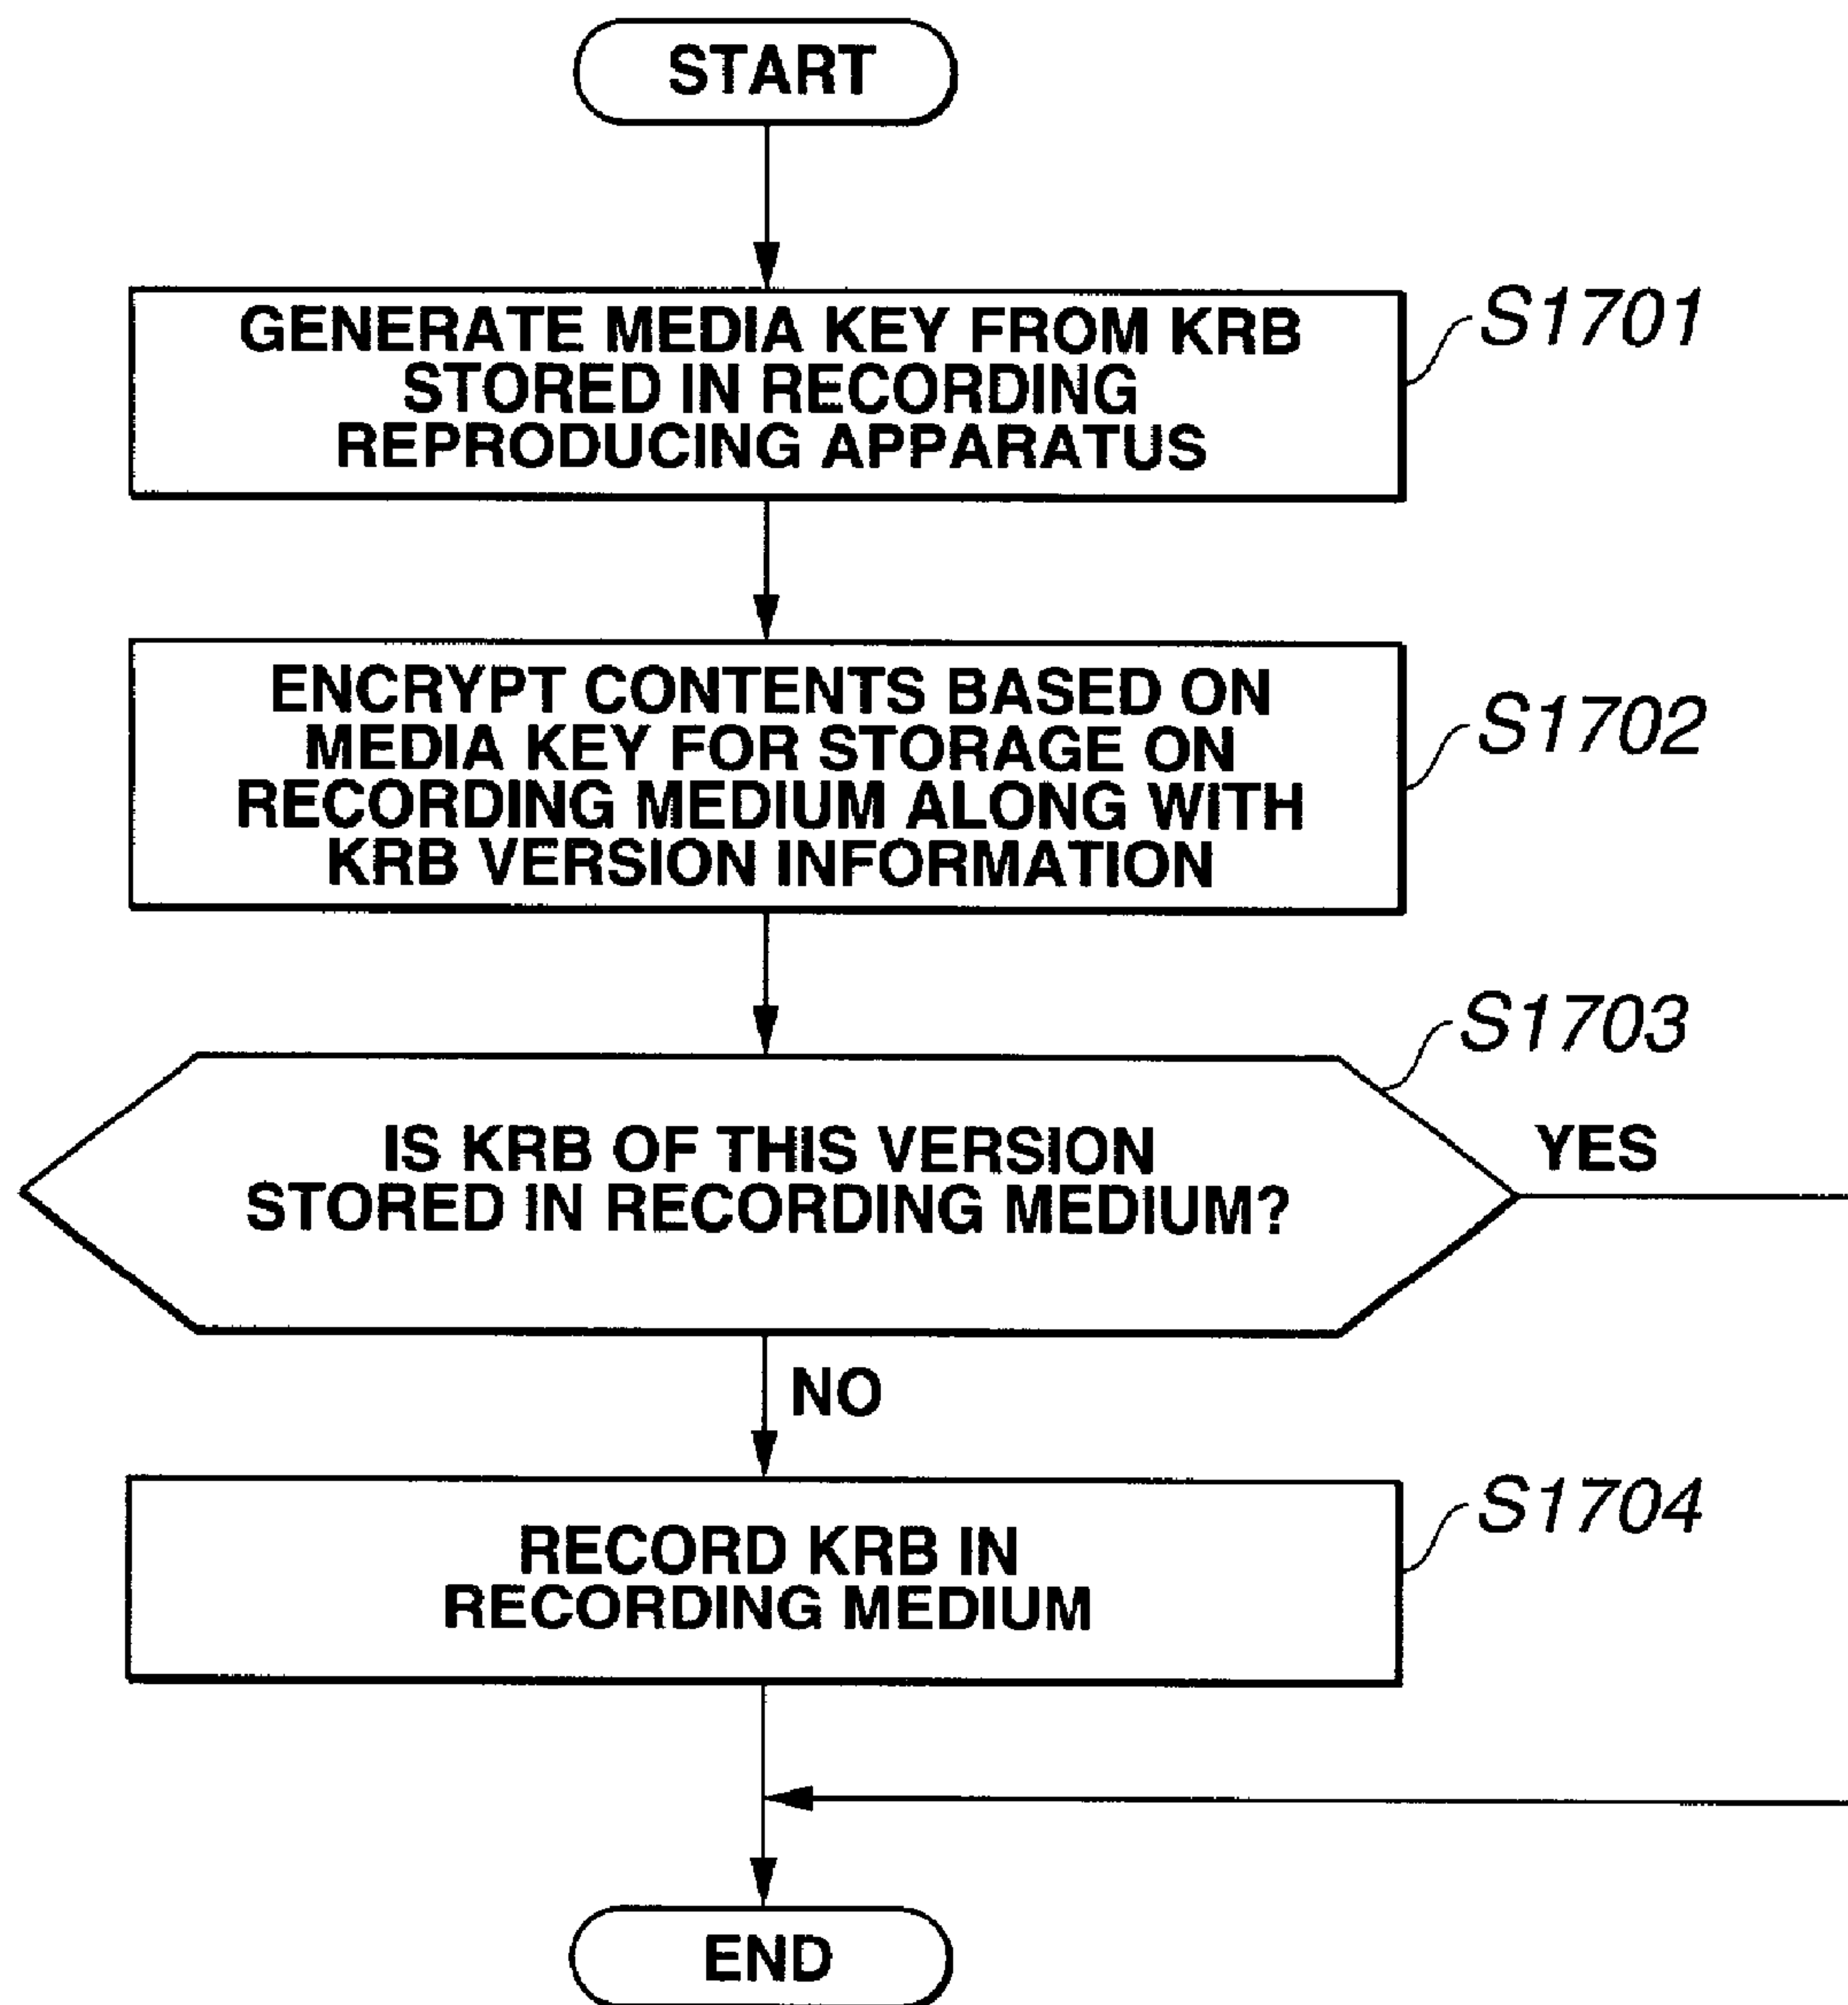 START
GENERATE MEDIA KEY FROM KRB
STORED IN RECORDING
REPRODUCING APPARATUS
S1701
ENCRYPT CONTENTS BASED ON
MEDIA KEY FOR STORAGE ON
RECORDING MEDIUM ALONG WITH
KRB VERSION INFORMATION
S1702
S1703
IS KRB OF THIS VERSION
STORED IN RECORDING MEDIUM?
YES
NO
RECORD KRB IN
RECORDING MEDIUM
S1704
END